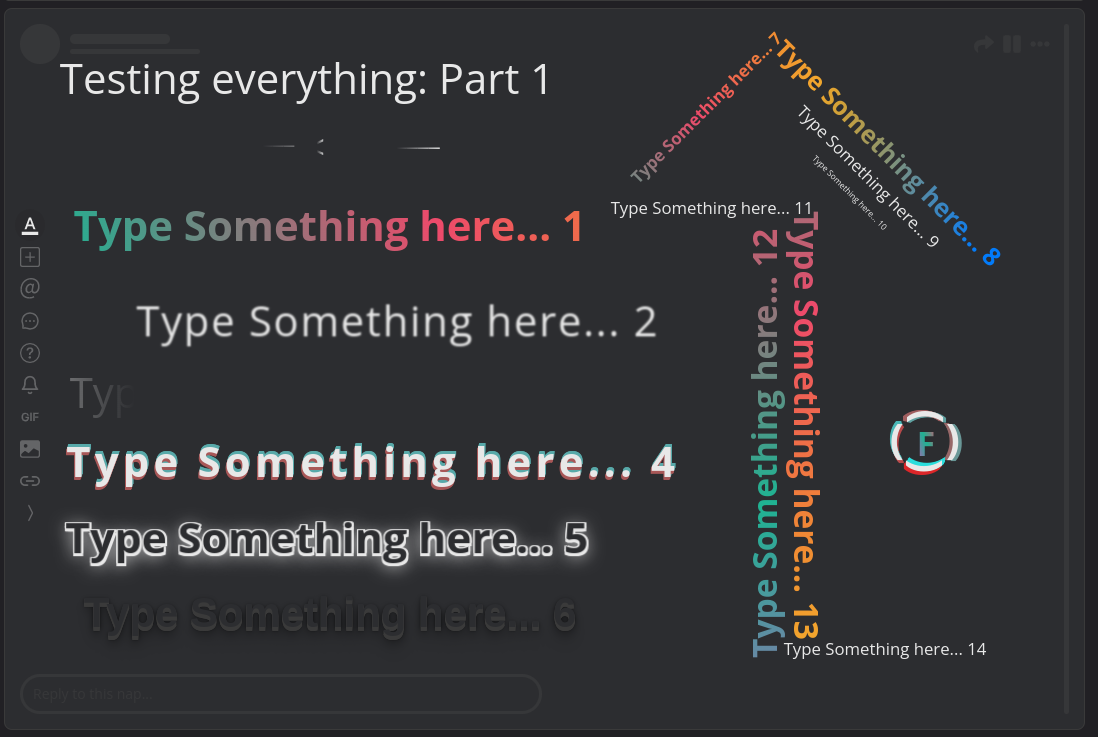 Testing everything: Part 1
Type Something here... 7
Type Something here... 8
Type Something here... 9
Type Something here... 10
Type Something here... 11
A
Type Something here... 1
Type Something here... 12
Type Something here... 13
@
Type Something here... 2
?
Typ
GIF
F
Type Something here... 4
Type Something here... 5
Type Something here... 6
Type Something here... 14
Reply to this nap...